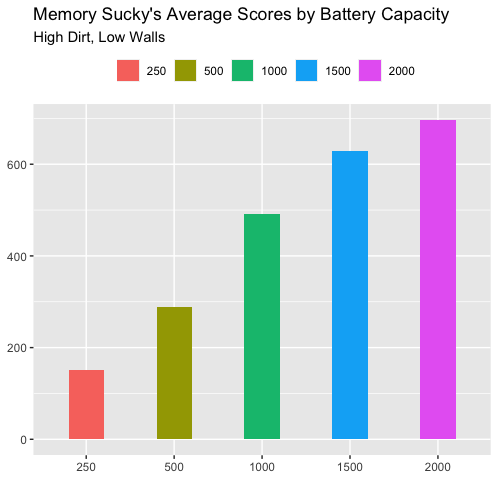 Memory Sucky's Average Scores by Battery Capacity
High Dirt, Low Walls
250 500 1000 1500 2000
600
400
200
0
250 500 1000 1500 2000